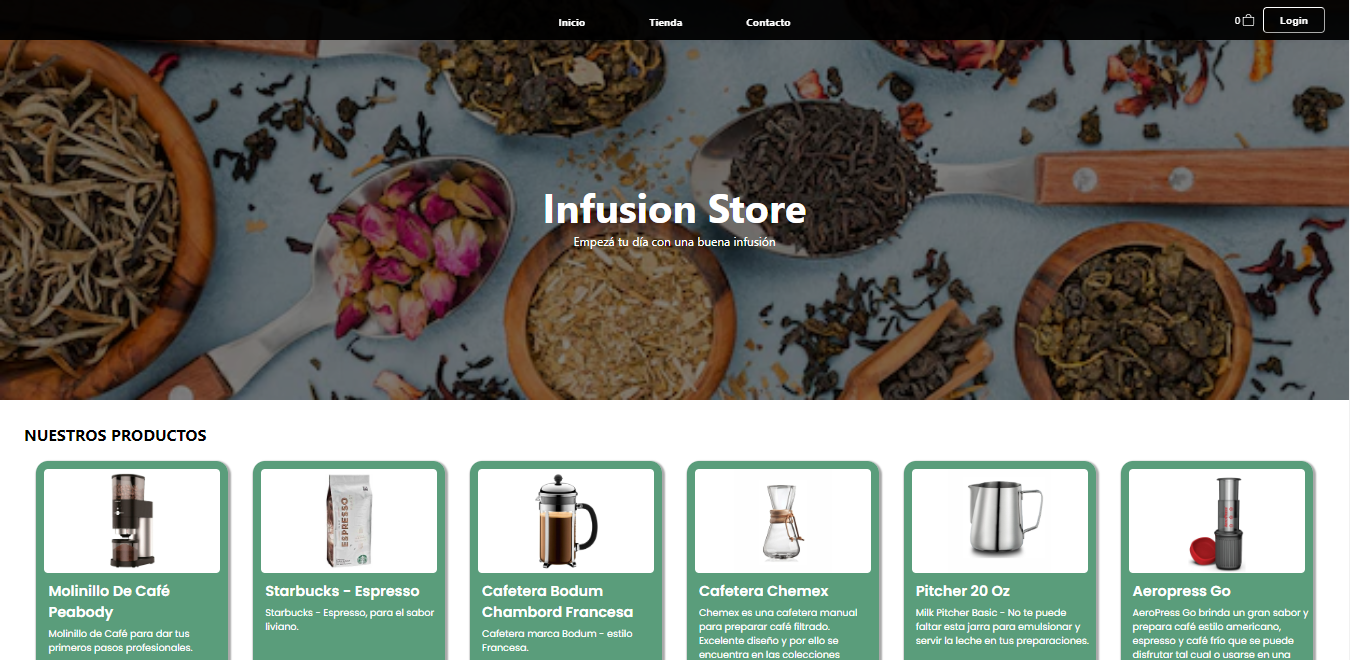 Inicio
Tienda
Contacto
0
Login
Infusion Store
Empezá tu día con una buena infusión
NUESTROS PRODUCTOS
ESPRESSO
Molinillo De Café
Peabody
Molinillo de Café para dar tus
primeros pasos profesionales.
Starbucks - Espresso
Starbucks - Espresso, para el sabor
liviano.
Cafetera Bodum
Chambord Francesa
Cafetera marca Bodum - estilo
Francesa.
Cafetera Chemex
Chemex es una cafetera manual
para preparar café filtrado.
Excelente diseño y por ello se
encuentra en las colecciones
Pitcher 20 Oz
Milk Pitcher Basic - No te puede
faltar esta jarra para emulsionar y
servir la leche en tus preparaciones.
Aeropress Go
AeroPress Go brinda un gran sabor y
prepara café estilo americano,
espresso y café frío que se puede
disfrutar tal cual o usarse en una